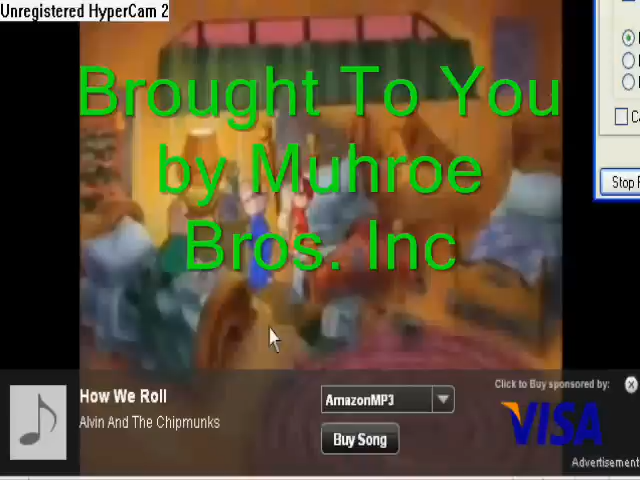 Unregistered HyperCam 2
Brought To You
by Muhroe
Bros. Inc
Stop
How We Roll
Alvin And The Chipmunks
AmazonMP3
Buy Song
Click to Buy sponsored by:
VISA
Advertisement